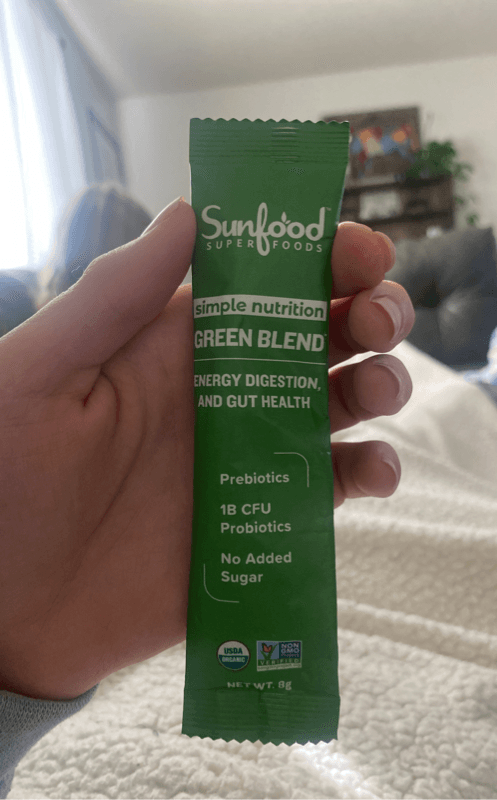 Sunfood
SUPERFOODS
simple nutrition
GREEN BLEND
ENERGY DIGESTION,
AND GUT HEALTH
Prebiotics
1B CFU
Probiotics
No Added
Sugar
USDA
ORGANIC
NON
GMO
VERIFIED
NET WT. 8g